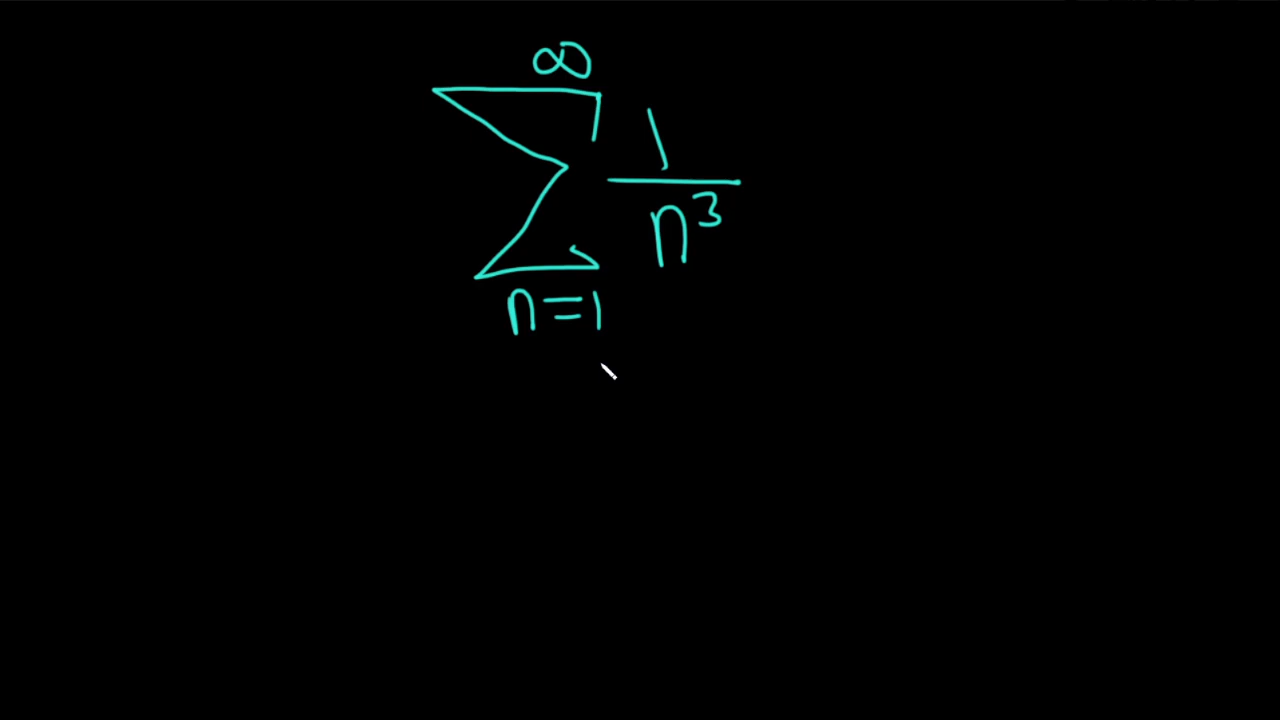 ∞
∑ 1/n³
n=1